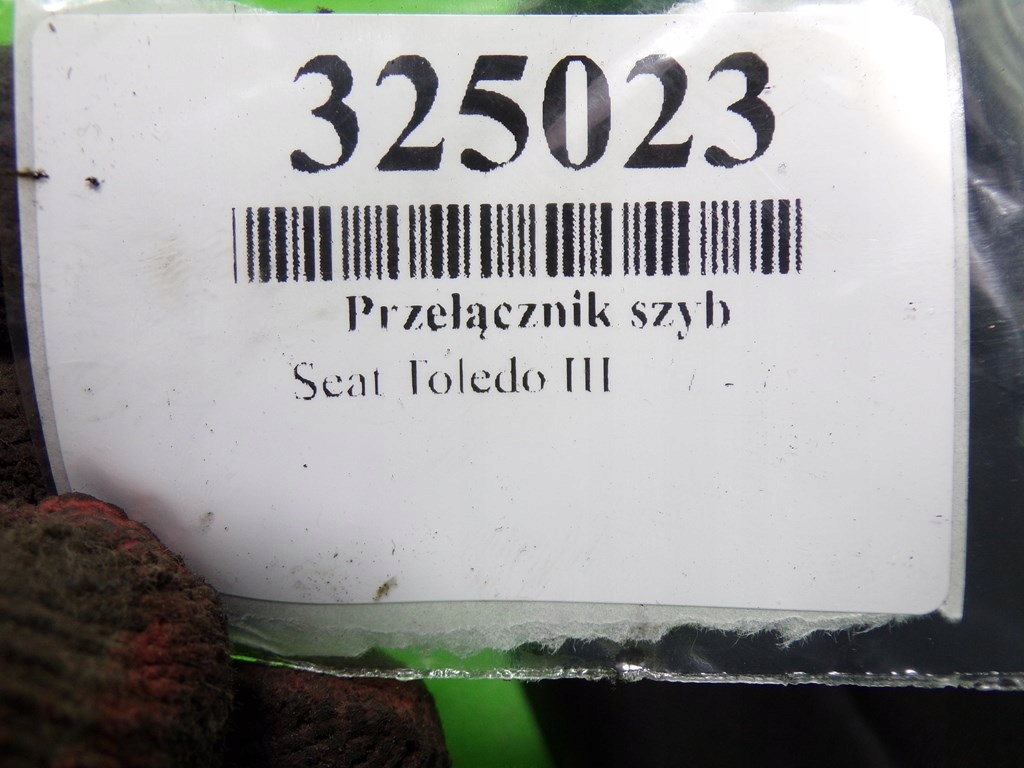 325023
Przełącznik szyb
Seat Toledo III